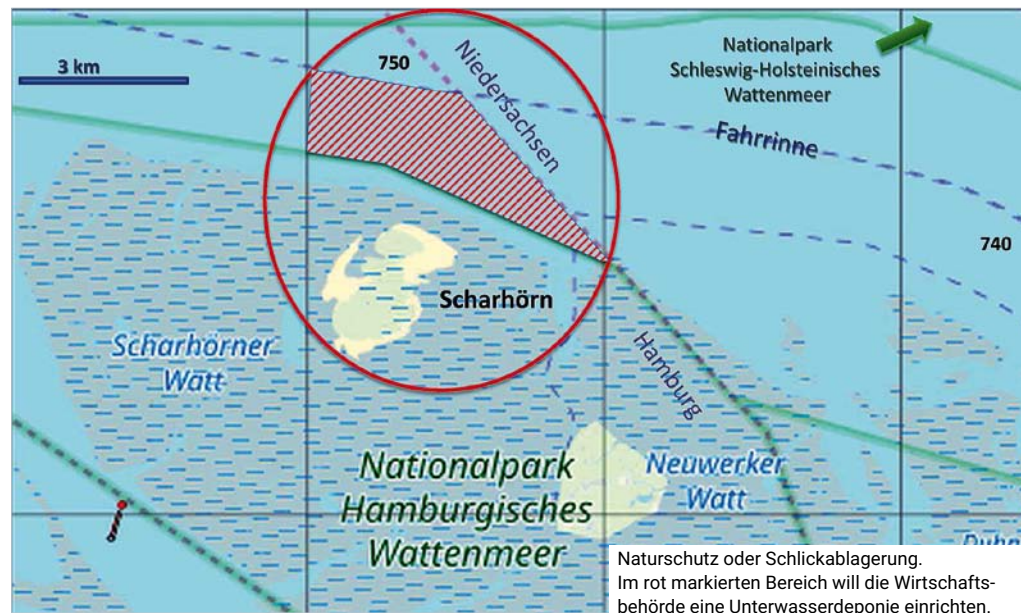 3 km
750
Niedersachsen
Nationalpark
Schleswig-Holsteinisches
Wattenmeer
Fahrrinne
740
Scharhörn
Scharhörner
Watt
Hamburg
Nationalpark
Hamburgisches
Wattenmeer
Neuwerker
Watt
Naturschutz oder Schlickablagerung.
Im rot markierten Bereich will die Wirtschafts-
behörde eine Unterwasserdeponie einrichten.